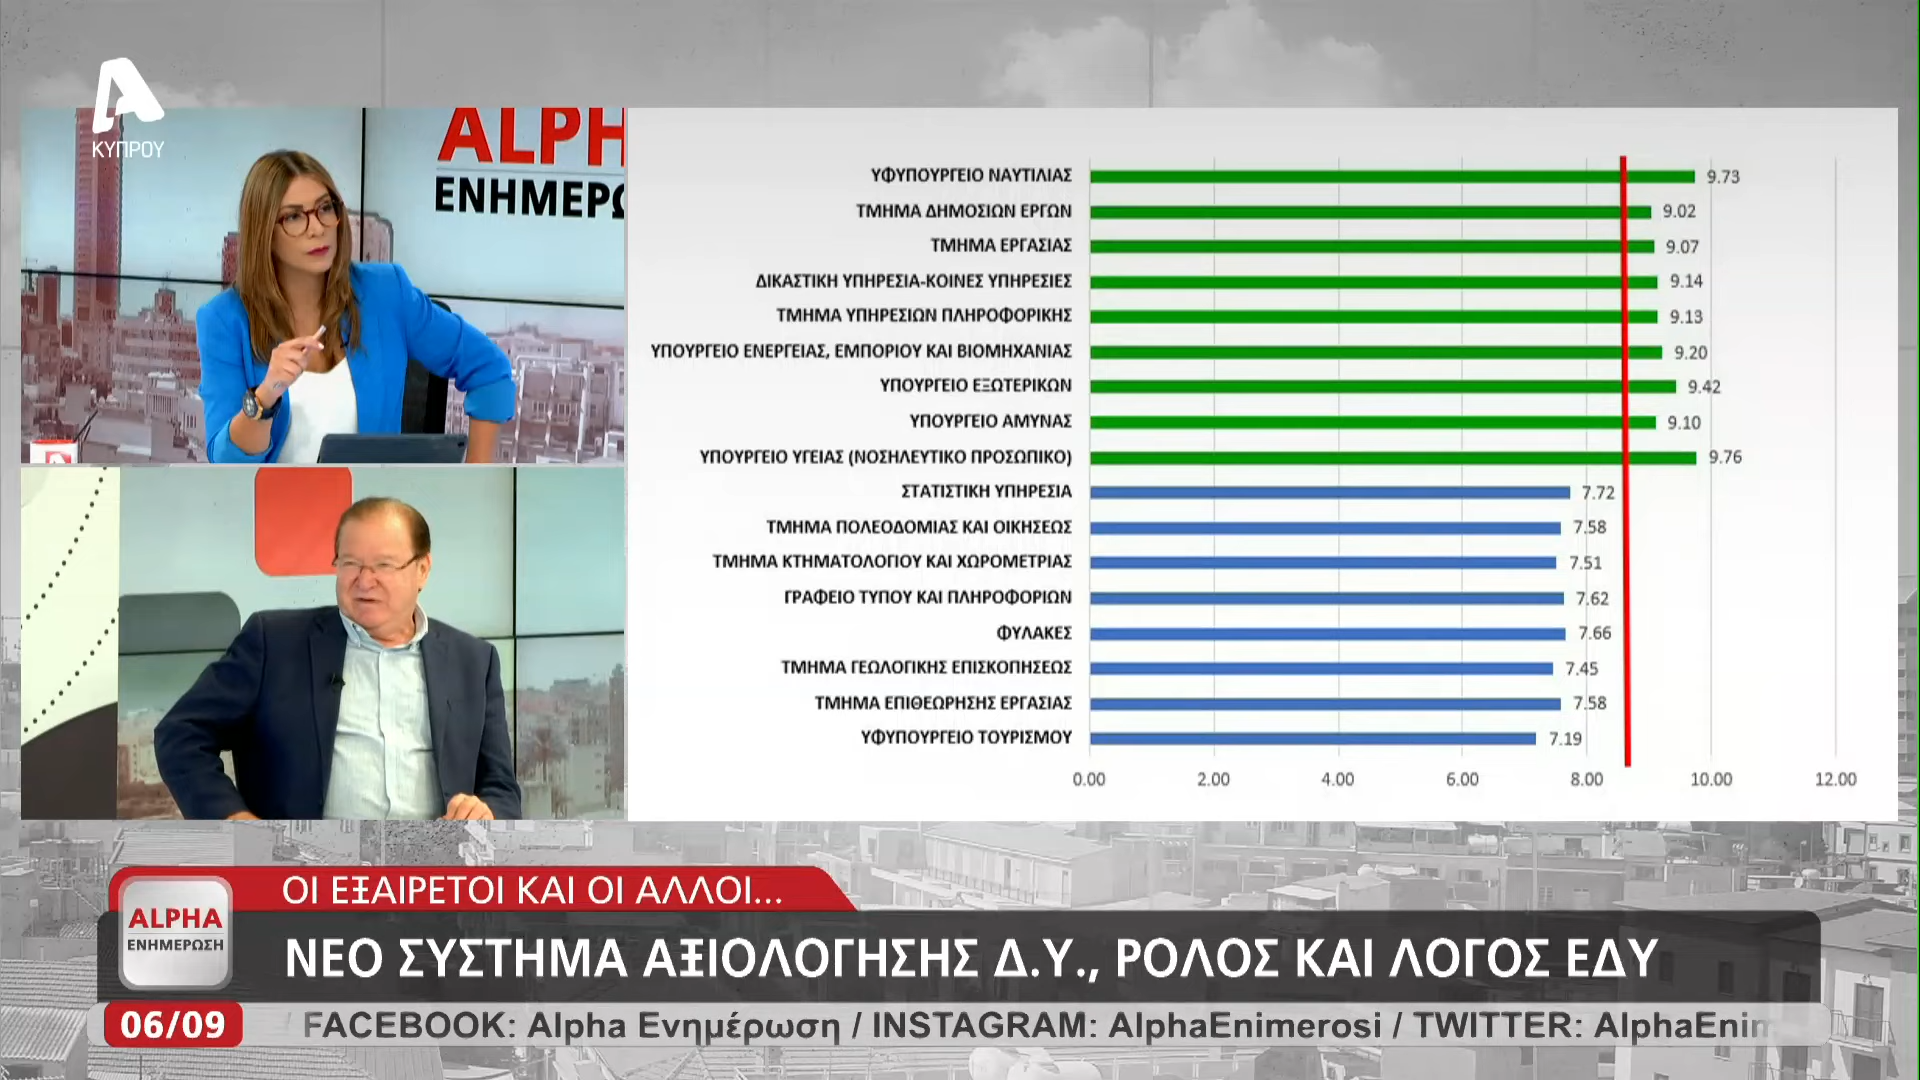 ΚΥΠΡΟΥ
ALPH
ΕΝΗΜΕΡΩ
ΥΦΥΠΟΥΡΓΕΙΟ ΝΑΥΤΙΛΙΑΣ 9.73
ΤΜΗΜΑ ΔΗΜΟΣΙΩΝ ΕΡΓΩΝ 9.02
ΤΜΗΜΑ ΕΡΓΑΣΙΑΣ 9.07
ΔΙΚΑΣΤΙΚΗ ΥΠΗΡΕΣΙΑ-ΚΟΙΝΕΣ ΥΠΗΡΕΣΙΕΣ 9.14
ΤΜΗΜΑ ΥΠΗΡΕΣΙΩΝ ΠΛΗΡΟΦΟΡΙΚΗΣ 9.13
ΥΠΟΥΡΓΕΙΟ ΕΝΕΡΓΕΙΑΣ, ΕΜΠΟΡΙΟΥ ΚΑΙ ΒΙΟΜΗΧΑΝΙΑΣ 9.20
ΥΠΟΥΡΓΕΙΟ ΕΞΩΤΕΡΙΚΩΝ 9.42
ΥΠΟΥΡΓΕΙΟ ΑΜΥΝΑΣ 9.10
ΥΠΟΥΡΓΕΙΟ ΥΓΕΙΑΣ (ΝΟΣΗΛΕΥΤΙΚΟ ΠΡΟΣΩΠΙΚΟ) 9.76
ΣΤΑΤΙΣΤΙΚΗ ΥΠΗΡΕΣΙΑ 7.72
ΤΜΗΜΑ ΠΟΛΕΟΔΟΜΙΑΣ ΚΑΙ ΟΙΚΗΣΕΩΣ 7.58
ΤΜΗΜΑ ΚΤΗΜΑΤΟΛΟΓΙΟΥ ΚΑΙ ΧΩΡΟΜΕΤΡΙΑΣ 7.51
ΓΡΑΦΕΙΟ ΤΥΠΟΥ ΚΑΙ ΠΛΗΡΟΦΟΡΙΩΝ 7.62
ΦΥΛΑΚΕΣ 7.66
ΤΜΗΜΑ ΓΕΩΛΟΓΙΚΗΣ ΕΠΙΣΚΟΠΗΣΕΩΣ 7.45
ΤΜΗΜΑ ΕΠΙΘΕΩΡΗΣΗΣ ΕΡΓΑΣΙΑΣ 7.58
ΥΦΥΠΟΥΡΓΕΙΟ ΤΟΥΡΙΣΜΟΥ 7.19
0.00 2.00 4.00 6.00 8.00 10.00 12.00
ΟΙ ΕΞΑΙΡΕΤΟΙ ΚΑΙ ΟΙ ΑΛΛΟΙ...
ALPHA
ΕΝΗΜΕΡΩΣΗ
ΝΕΟ ΣΥΣΤΗΜΑ ΑΞΙΟΛΟΓΗΣΗΣ Δ.Υ., ΡΟΛΟΣ ΚΑΙ ΛΟΓΟΣ ΕΔΥ
06/09
/ FACEBOOK: Alpha Ενημέρωση / INSTAGRAM: AlphaEnimerosi / TWITTER: AlphaEnim